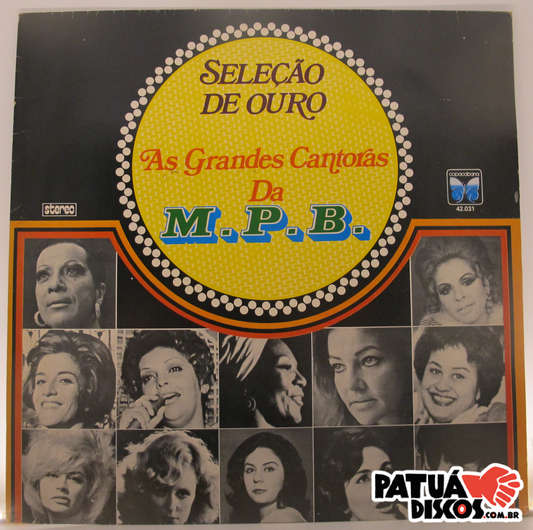 SELEÇÃO
DE OURO
As Grandes Cantoras
Da
M.P.B.
stereo
copacabana
42.031
PATUÁ
DISCOS.COM.BR